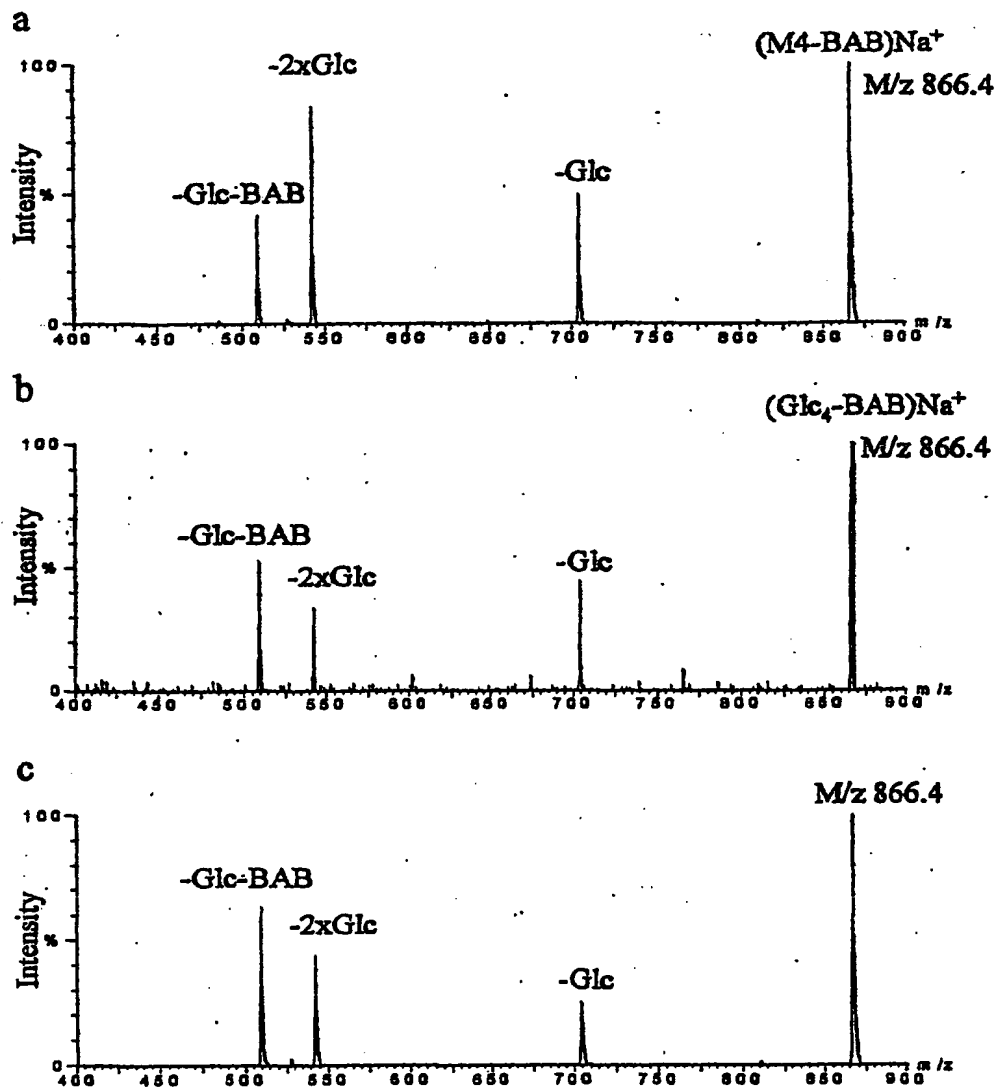 a
(M4-BAB)Na+
M/z 866.4
100
-2xGlc
-Glc
-Glc-BAB
%
Intensity
0
400 450 500 550 600 650 700 750 800 850 900 m/z
b
(Glc4-BAB)Na+
M/z 866.4
100
-Glc-BAB
-2xGlc
-Glc
%
Intensity
0
400 450 500 550 600 650 700 750 800 850 900 m/z
c
M/z 866.4
100
-Glc-BAB
-2xGlc
-Glc
%
Intensity
0
400 450 500 550 600 650 700 750 800 850 900 m/z